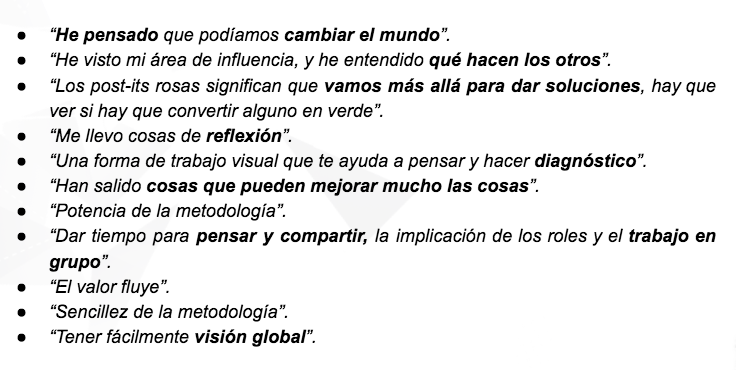 ● “He pensado que podíamos cambiar el mundo”.
● “He visto mi área de influencia, y he entendido qué hacen los otros”.
● “Los post-its rosas significan que vamos más allá para dar soluciones, hay que
ver si hay que convertir alguno en verde”.
● “Me llevo cosas de reflexión”.
● “Una forma de trabajo visual que te ayuda a pensar y hacer diagnóstico”.
● “Han salido cosas que pueden mejorar mucho las cosas”.
● “Potencia de la metodología”.
● “Dar tiempo para pensar y compartir, la implicación de los roles y el trabajo en
grupo”.
● “El valor fluye”.
● “Sencillez de la metodología”.
● “Tener fácilmente visión global”.